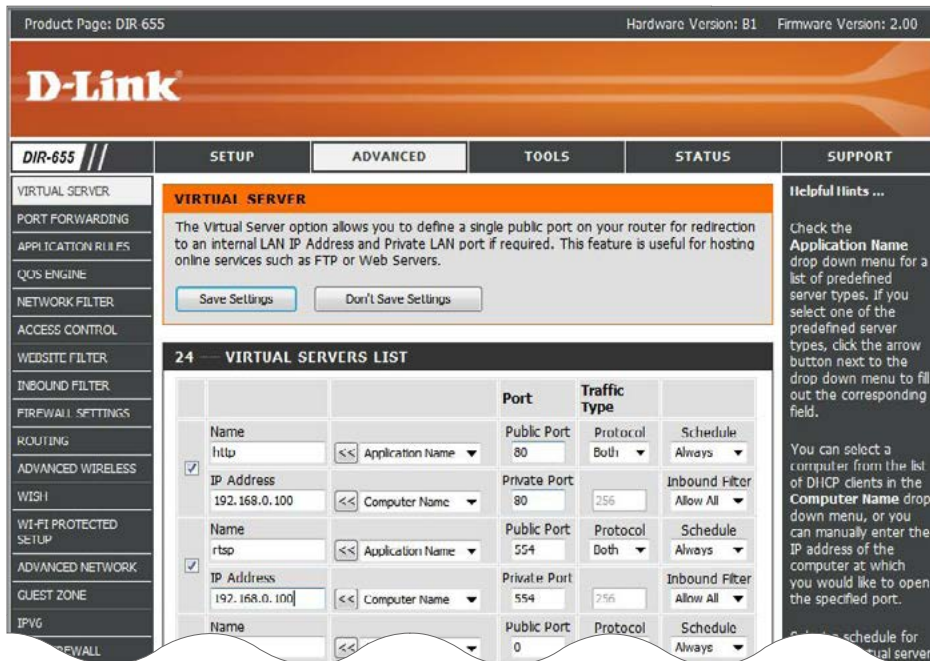 Product Page: DIR 655 Hardware Version: B1 Firmware Version: 2.00
D-Link
DIR-655 SETUP ADVANCED TOOLS STATUS SUPPORT
VIRTUAL SERVER
PORT FORWARDING
APPLICATION RULES
QOS ENGINE
NETWORK FILTER
ACCESS CONTROL
WEBSITE FILTER
INBOUND FILTER
FIREWALL SETTINGS
ROUTING
ADVANCED WIRELESS
WISH
WI-FI PROTECTED
SETUP
ADVANCED NETWORK
GUEST ZONE
IPV6
VIRTUAL SERVER
The Virtual Server option allows you to define a single public port on your router for redirection
to an internal LAN IP Address and Private LAN port if required. This feature is useful for hosting
online services such as FTP or Web Servers.
Save Settings Don't Save Settings
24 — VIRTUAL SERVERS LIST
Port Traffic
Type
Name Public Port Protocol Schedule
http << Application Name 80 Both Always
IP Address Private Port Inbound Filter
192.168.0.100 << Computer Name 80 256 Allow All
Name Public Port Protocol Schedule
rtsp << Application Name 554 Both Always
IP Address Private Port Inbound Filter
192.168.0.100 << Computer Name 554 256 Allow All
Name Public Port Protocol Schedule
<< 0 Always
Helpful Hints ...
Check the
Application Name
drop down menu for a
list of predefined
server types. If you
select one of the
predefined server
types, click the arrow
button next to the
drop down menu to fill
out the corresponding
field.
You can select a
computer from the list
of DHCP clients in the
Computer Name drop
down menu, or you
can manually enter the
IP address of the
computer at which
you would like to open
the specified port.
schedule for
server